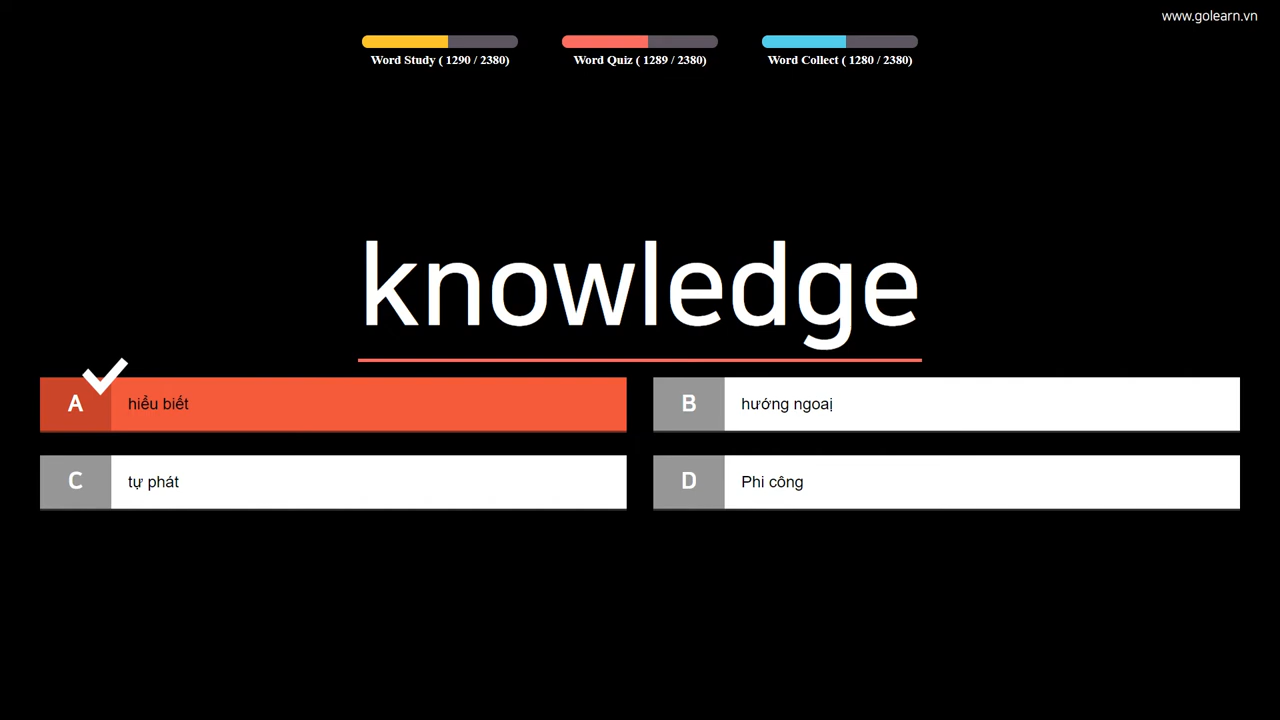 www.golearn.vn
Word Study ( 1290 / 2380)
Word Quiz ( 1289 / 2380)
Word Collect ( 1280 / 2380)
knowledge
A hiểu biết
B hướng ngoaị
C tự phát
D Phi công